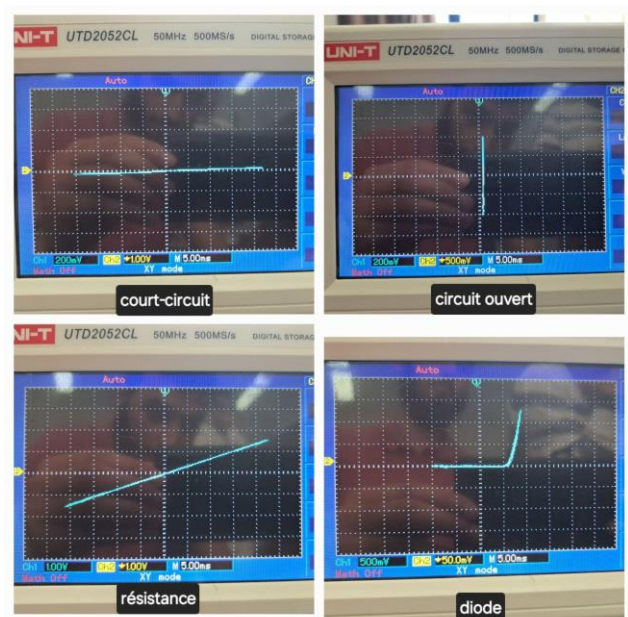 UNI-T UTD2052CL 50MHz 500MS/s DIGITAL STORAG
Auto
CH1 200mV CH2 1.00V M 5.00ms
Math Off XY mode
court-circuit
UNI-T UTD2052CL 50MHz 500MS/s DIGITAL STORAGE
Auto
CH2
CH1 200mV CH2 500mV M 5.00ms
Math Off XY mode
circuit ouvert
NI-T UTD2052CL 50MHz 500MS/s DIGITAL STORAG
Auto
Ch1 1.00V CH2 1.00V M 5.00ms
Math Off XY mode
résistance
Auto
Ch1 500mV CH2 50.0mV M 5.00ms
Math Off XY mode
diode